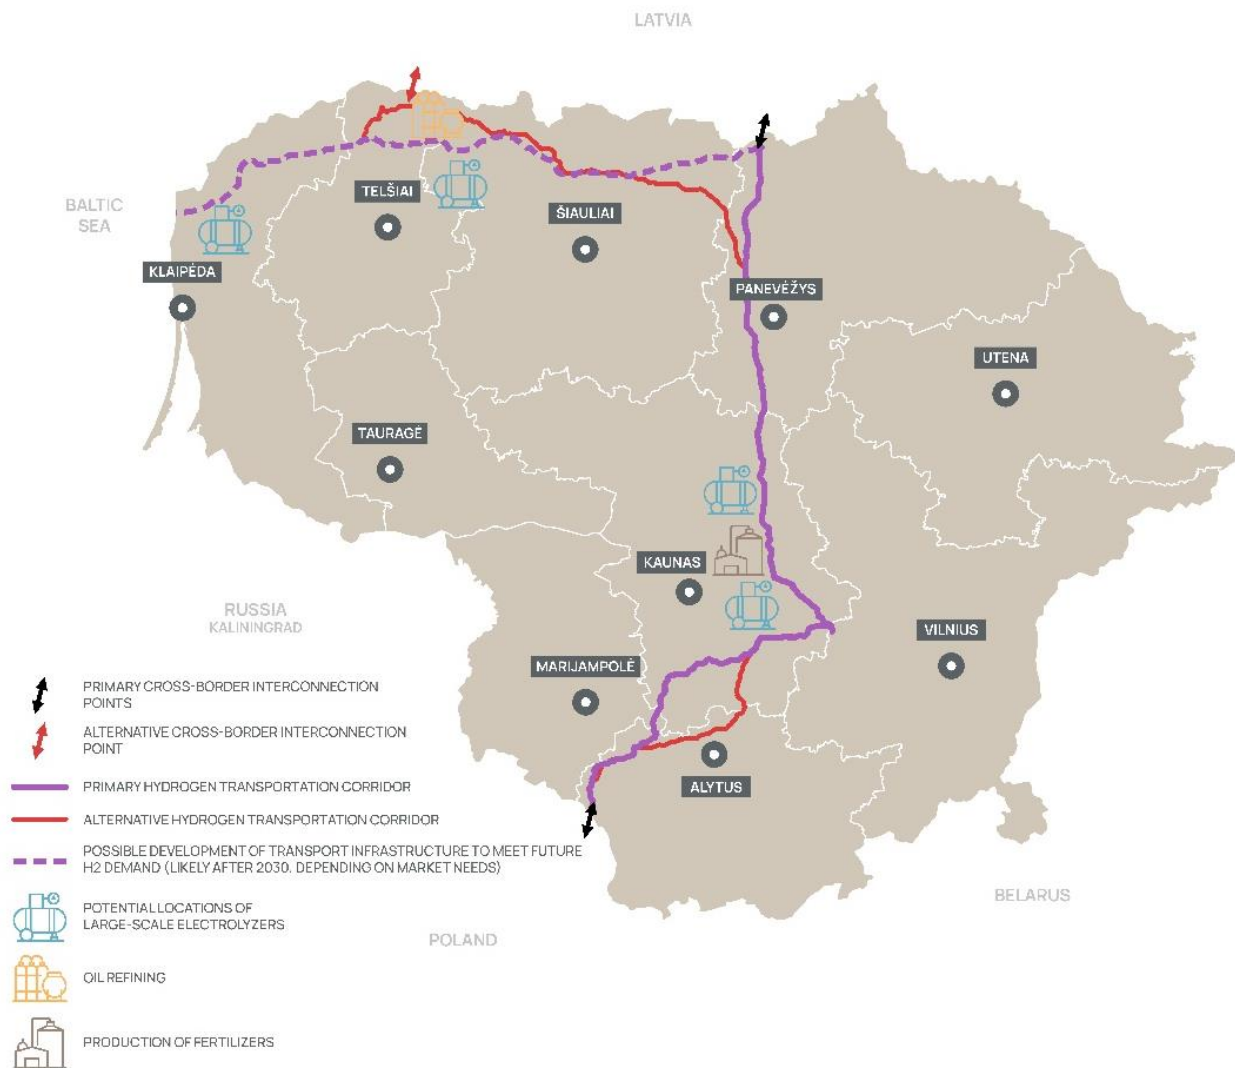 LATVIA
BALTIC
SEA
TELŠIAI
ŠIAULIAI
KLAIPĖDA
PANEVĖŽYS
UTENA
TAURAGĖ
KAUNAS
RUSSIA
KALININGRAD
VILNIUS
MARIJAMPOLĖ
ALYTUS
BELARUS
POLAND
PRIMARY CROSS-BORDER INTERCONNECTION
POINTS
ALTERNATIVE CROSS-BORDER INTERCONNECTION
POINT
PRIMARY HYDROGEN TRANSPORTATION CORRIDOR
ALTERNATIVE HYDROGEN TRANSPORTATION CORRIDOR
POSSIBLE DEVELOPMENT OF TRANSPORT INFRASTRUCTURE TO MEET FUTURE
H2 DEMAND (LIKELY AFTER 2030. DEPENDING ON MARKET NEEDS)
POTENTIAL LOCATIONS OF
LARGE-SCALE ELECTROLYZERS
OIL REFINING
PRODUCTION OF FERTILIZERS